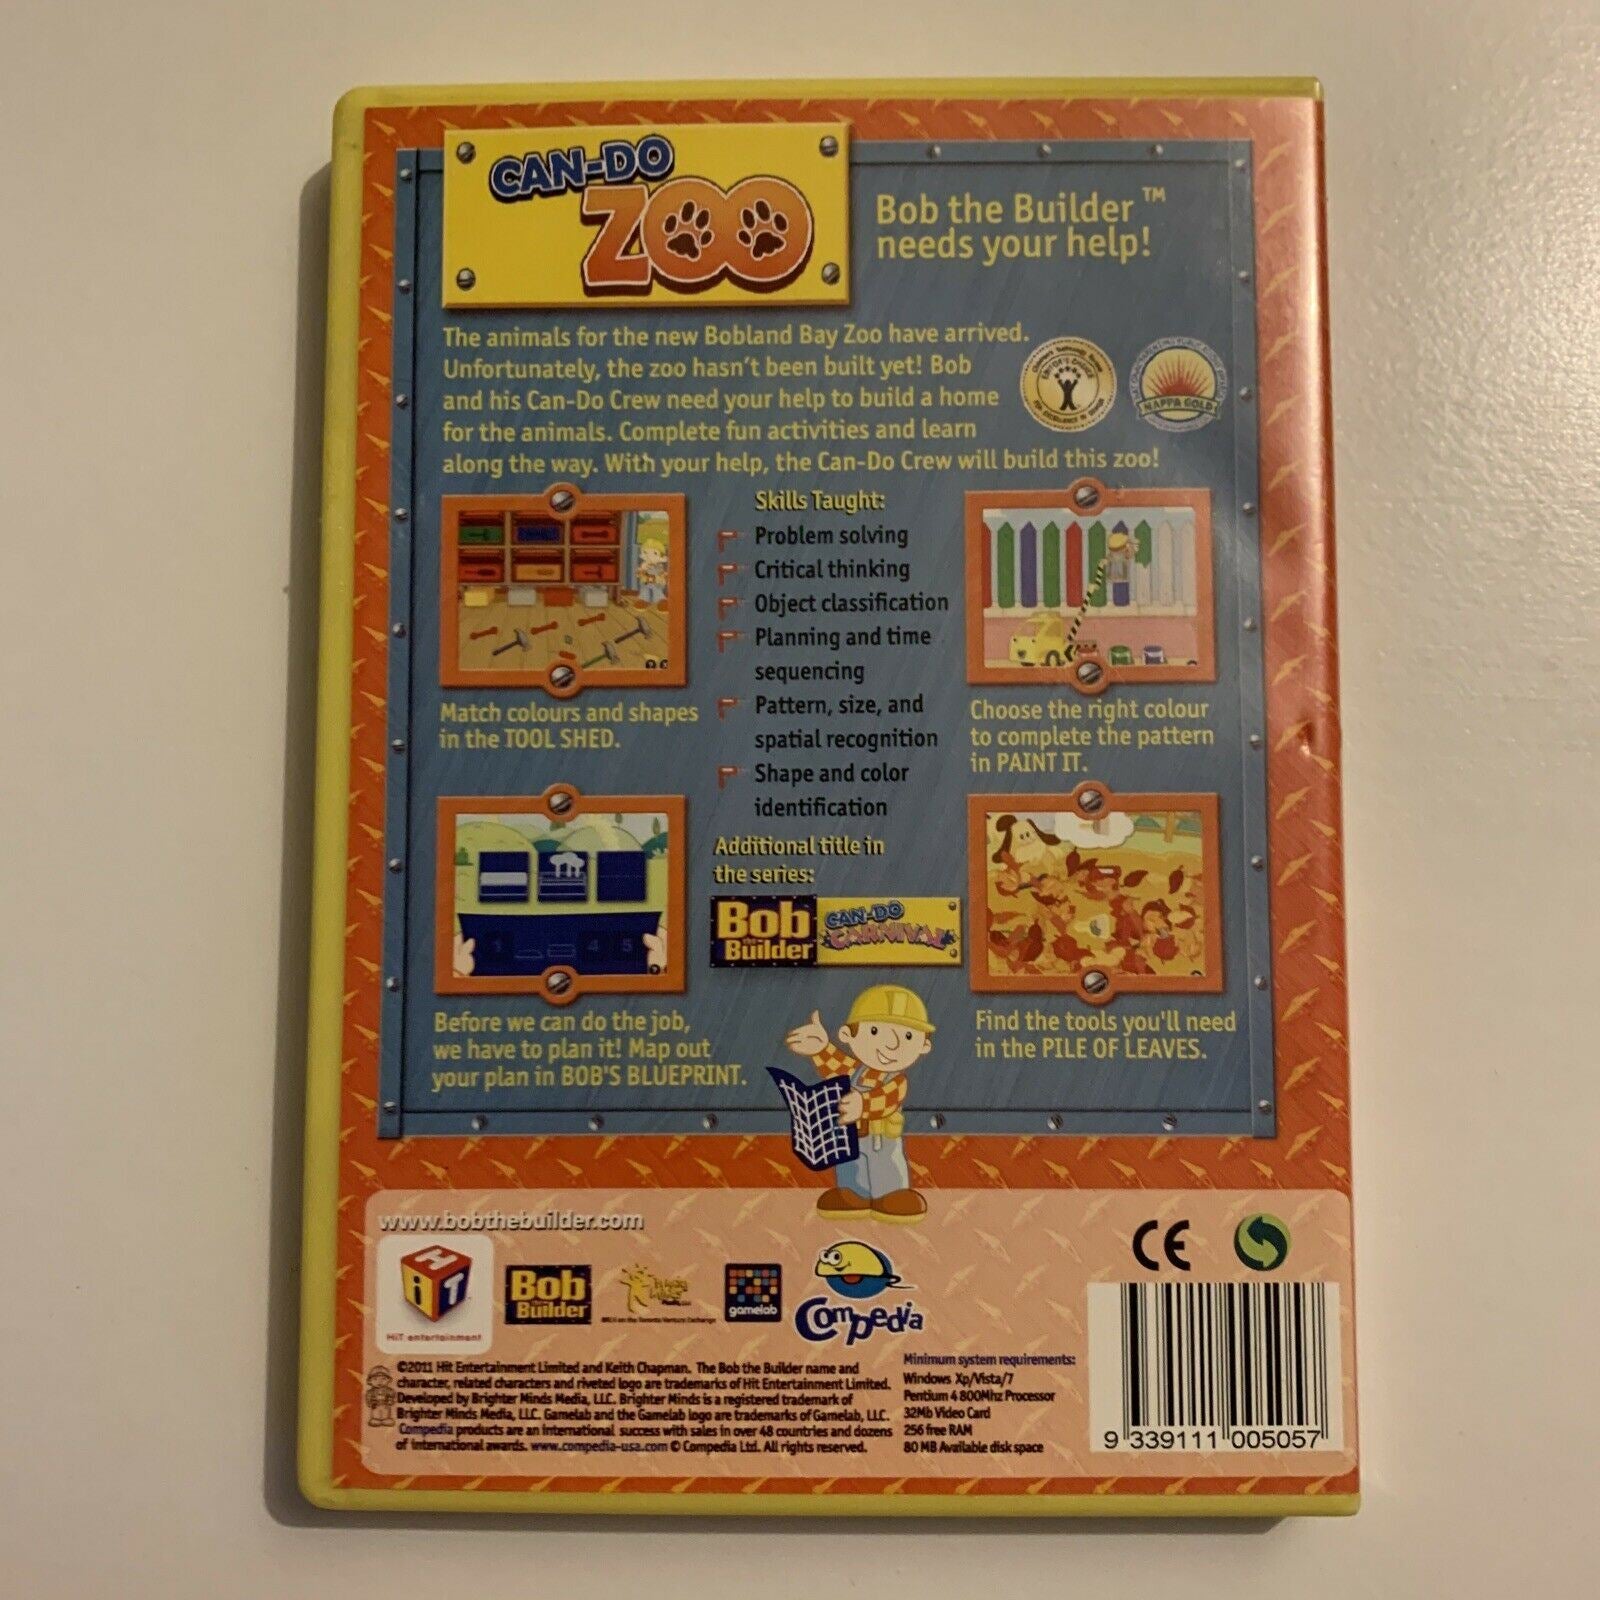 CAN-DO
ZOO
Bob the Builder™
needs your help!
The animals for the new Bobland Bay Zoo have arrived.
Unfortunately, the zoo hasn't been built yet! Bob
and his Can-Do Crew need your help to build a home
for the animals. Complete fun activities and learn
along the way. With your help, the Can-Do Crew will build this zoo!
EDITOR'S CHOICE
NAPPA GOLD
Skills Taught:
Problem solving
Critical thinking
Object classification
Planning and time
sequencing
Pattern, size, and
spatial recognition
Shape and color
identification
Match colours and shapes
in the TOOL SHED.
Choose the right colour
to complete the pattern
in PAINT IT.
1 4 5
Additional title in
the series:
Bob
the
Builder
CAN-DO
CARNIVAL
Before we can do the job,
we have to plan it! Map out
your plan in BOB'S BLUEPRINT.
Find the tools you'll need
in the PILE OF LEAVES.
www.bobthebuilder.com
HiT
HiT entertainment
Bob
the
Builder
gamelab
Compedia
CE
©2011 Hit Entertainment Limited and Keith Chapman. The Bob the Builder name and
character, related characters and riveted logo are trademarks of Hit Entertainment Limited.
Developed by Brighter Minds Media, LLC. Brighter Minds is a registered trademark of
Brighter Minds Media, LLC. Gamelab and the Gamelab logo are trademarks of Gamelab, LLC.
Compedia products are an international success with sales in over 48 countries and dozens
of international awards. www.compedia-usa.com © Compedia Ltd. All rights reserved.
Minimum system requirements:
Windows Xp/Vista/7
Pentium 4 800Mhz Processor
32Mb Video Card
256 free RAM
80 MB Available disk space
9 339111 005057